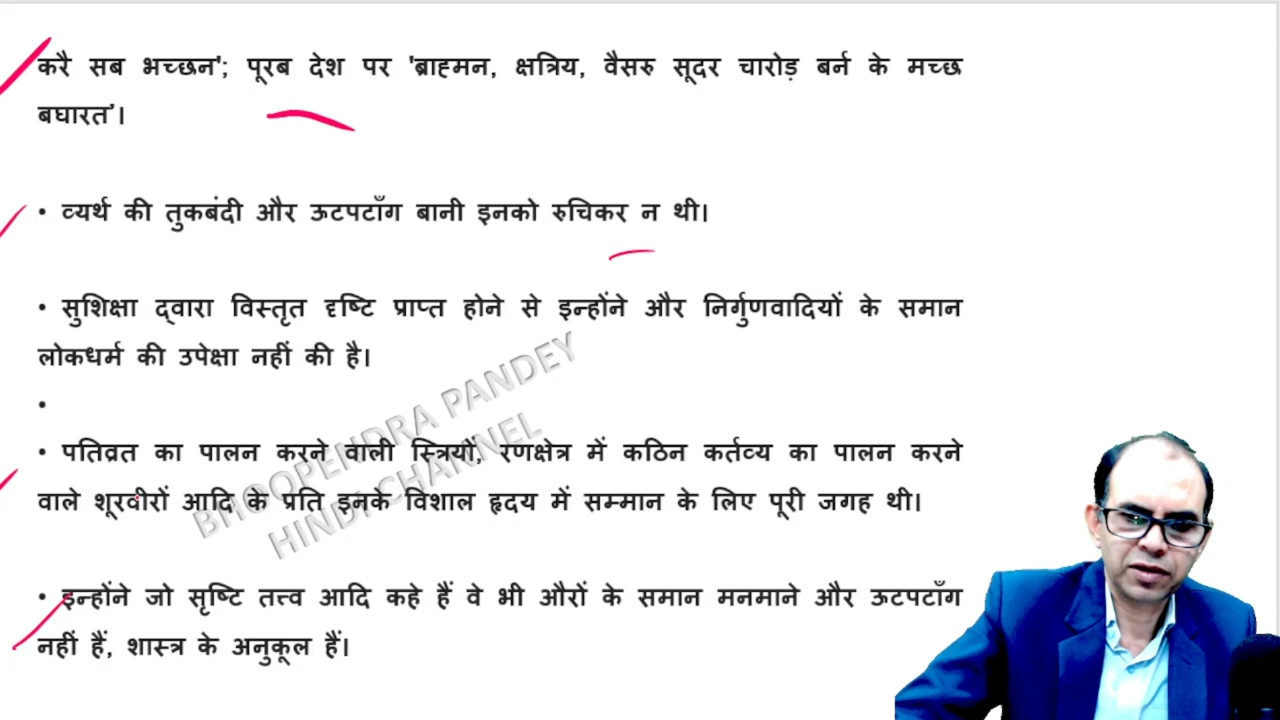 करै सब भच्छन'; पूरब देश पर 'ब्राह्मन, क्षत्रिय, वैसरु सूदर चारोड़ बर्न के मच्छ
बघारत'।
• व्यर्थ की तुकबंदी और ऊटपटाँग बानी इनको रुचिकर न थी।
• सुशिक्षा द्वारा विस्तृत दृष्टि प्राप्त होने से इन्होंने और निर्गुणवादियों के समान
लोकधर्म की उपेक्षा नहीं की है।
•
• पतिव्रत का पालन करने वाली स्त्रियों, रणक्षेत्र में कठिन कर्तव्य का पालन करने
वाले शूरवीरों आदि के प्रति इनके विशाल हृदय में सम्मान के लिए पूरी जगह थी।
• इन्होंने जो सृष्टि तत्त्व आदि कहे हैं वे भी औरों के समान मनमाने और ऊटपटाँग
नहीं हैं, शास्त्र के अनुकूल हैं।
BHOOPENDRA PANDEY
HINDI CHANNEL